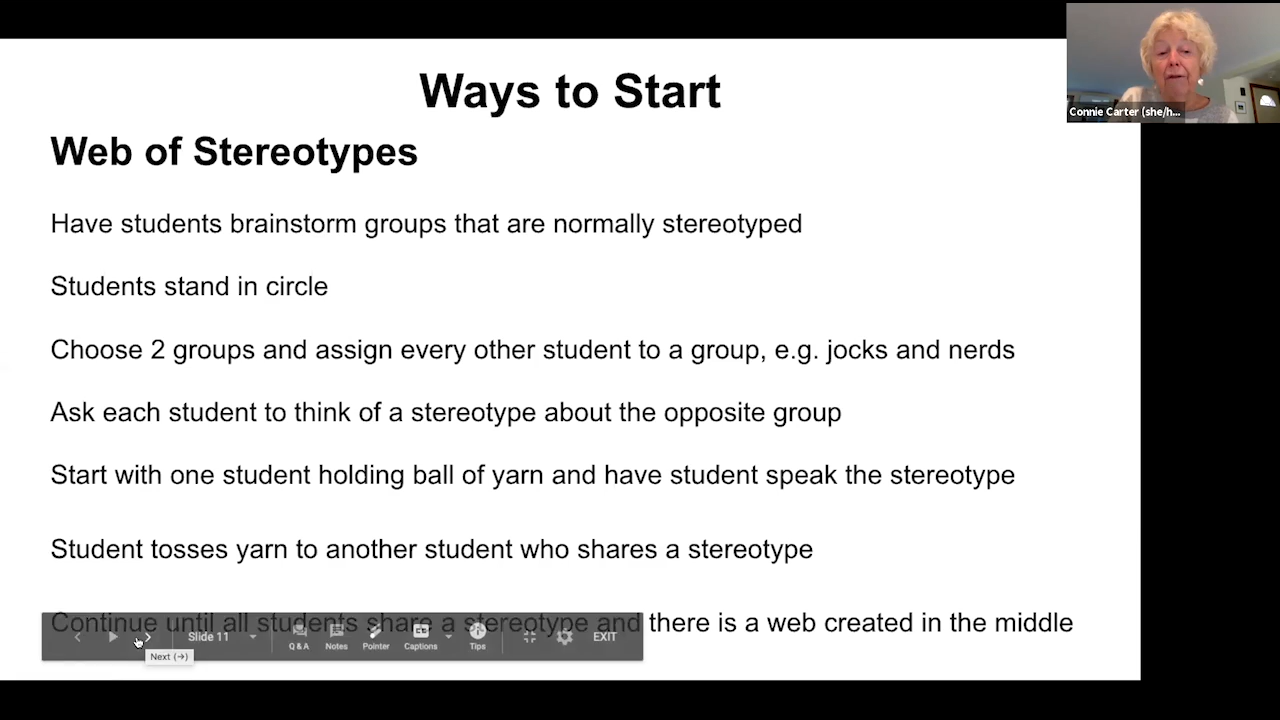 Ways to Start
Connie Carter (she/h...
Web of Stereotypes
Have students brainstorm groups that are normally stereotyped
Students stand in circle
Choose 2 groups and assign every other student to a group, e.g. jocks and nerds
Ask each student to think of a stereotype about the opposite group
Start with one student holding ball of yarn and have student speak the stereotype
Student tosses yarn to another student who shares a stereotype
Continue until all students share a stereotype and there is a web created in the middle
Slide 11
Q & A
Notes
Pointer
CC
Captions
Tips
EXIT
Next (→)